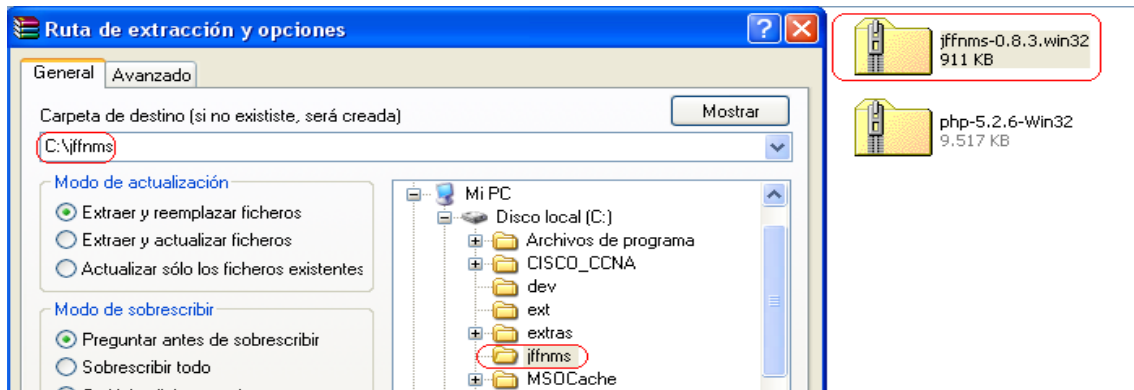 Ruta de extracción y opciones
General
Avanzado
Carpeta de destino (si no exististe, será creada)
Mostrar
C:\jffnms
Modo de actualización
Extraer y reemplazar ficheros
Extraer y actualizar ficheros
Actualizar sólo los ficheros existentes
Modo de sobrescribir
Preguntar antes de sobrescribir
Sobrescribir todo
Mi PC
Disco local (C:)
Archivos de programa
CISCO_CCNA
dev
ext
extras
jffnms
MSOCache
jffnms-0.8.3.win32
911 KB
php-5.2.6-Win32
9.517 KB